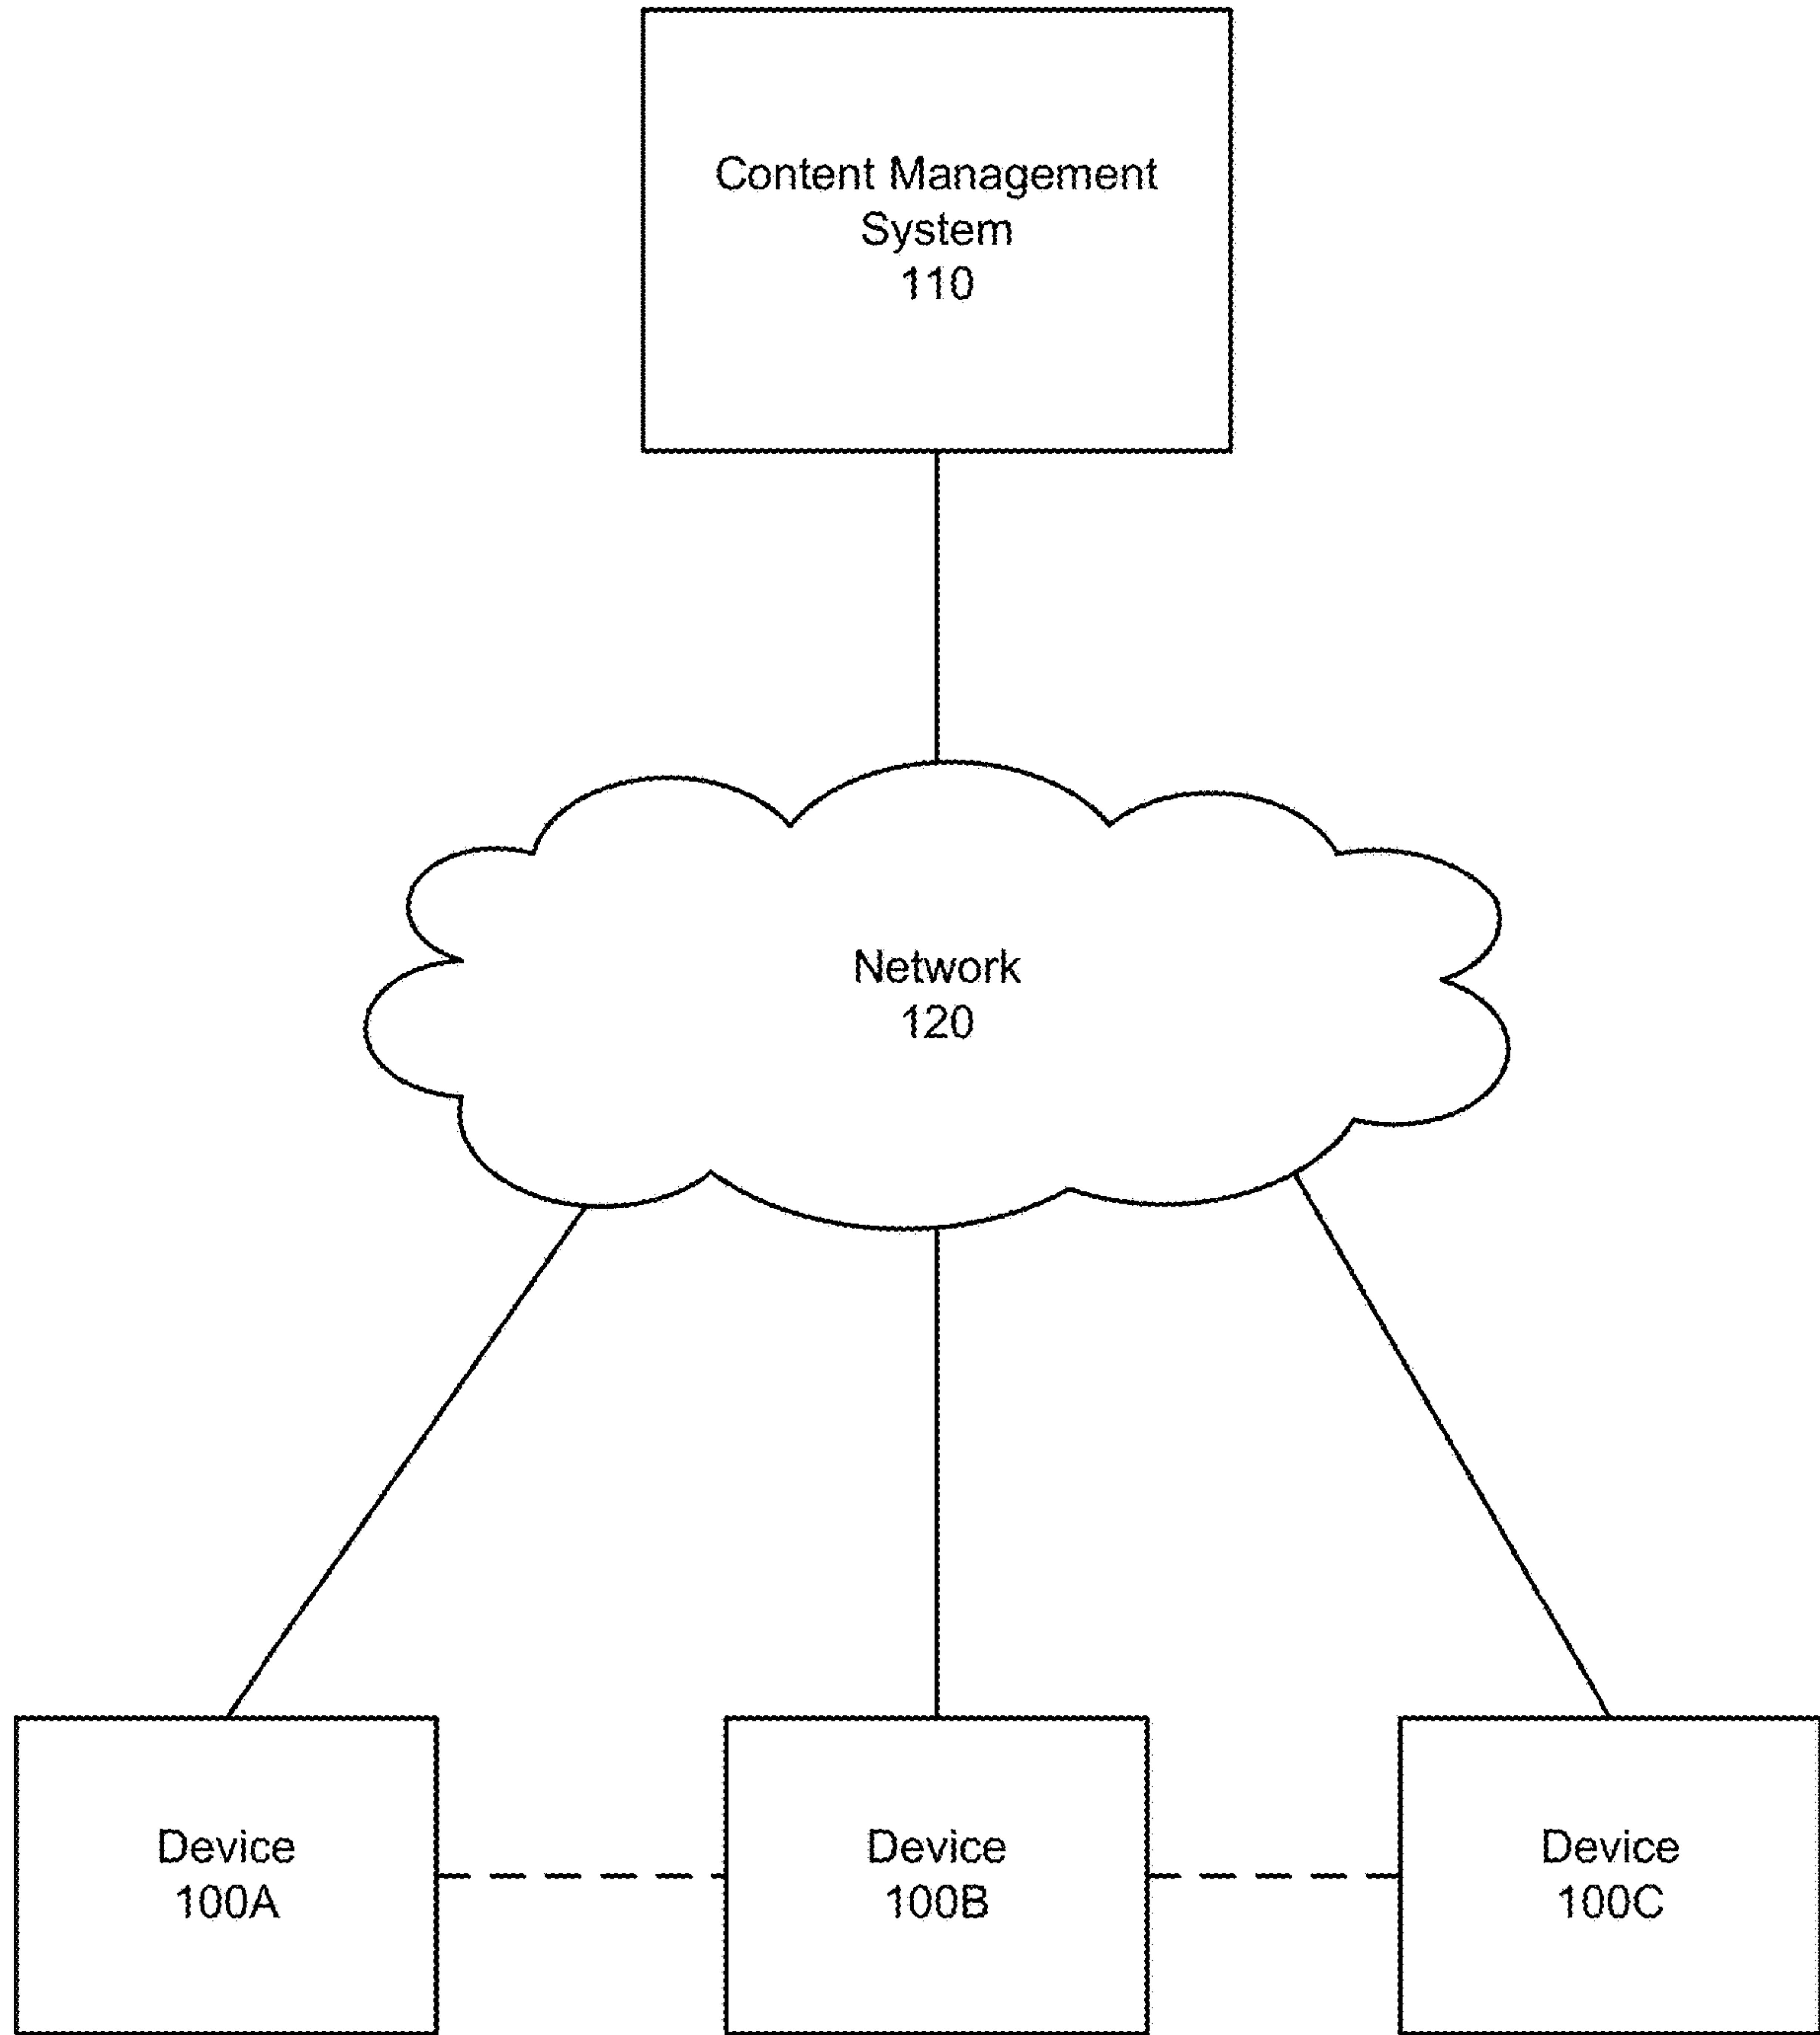 Content Management
System
110
Network
120
Device
100A
Device
100B
Device
100C